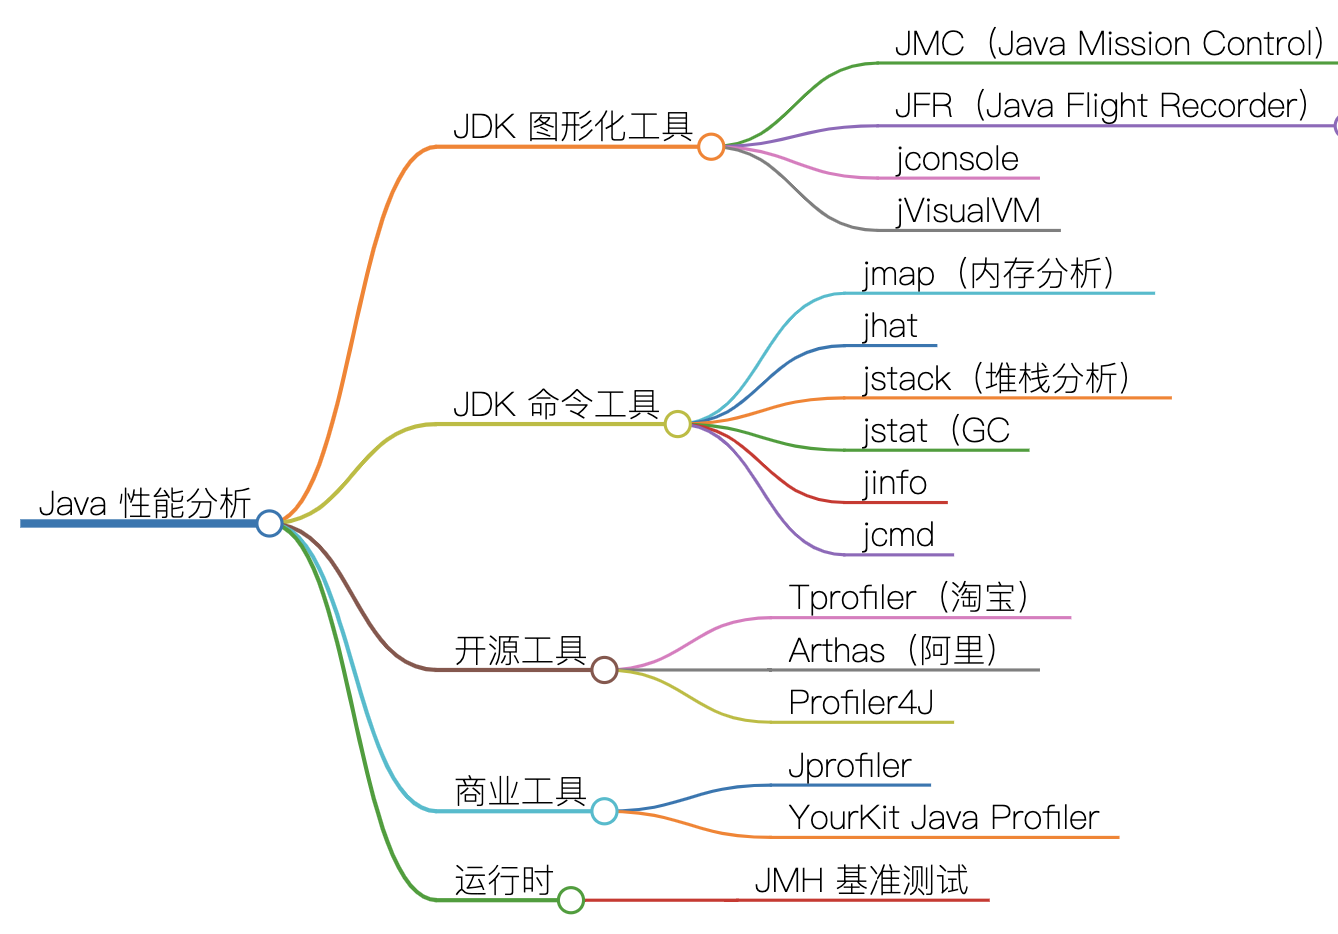 Java 性能分析
JDK 图形化工具
JMC（Java Mission Control）
JFR（Java Flight Recorder）
jconsole
jVisualVM
JDK 命令工具
jmap（内存分析）
jhat
jstack（堆栈分析）
jstat（GC
jinfo
jcmd
开源工具
Tprofiler（淘宝）
Arthas（阿里）
Profiler4J
商业工具
Jprofiler
YourKit Java Profiler
运行时
JMH 基准测试